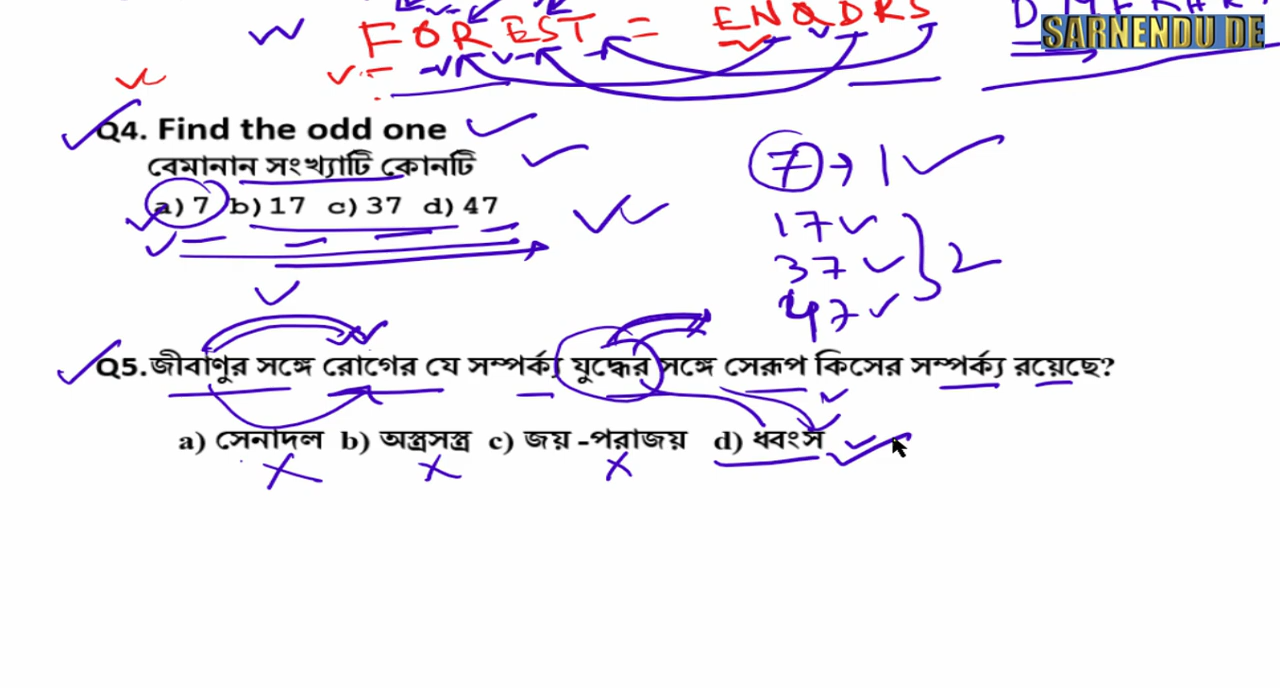 FOREST = ENQDRS
SARNENDU DE
Q4. Find the odd one
বেমানান সংখ্যাটি কোনটি
a) 7 b) 17 c) 37 d) 47
7 → 1
17
37
47
2
Q5. জীবাণুর সঙ্গে রোগের যে সম্পর্ক্য যুদ্ধের সঙ্গে সেরূপ কিসের সম্পর্ক্য রয়েছে?
a) সেনাদল b) অস্ত্রসস্ত্র c) জয় -পরাজয় d) ধ্বংস